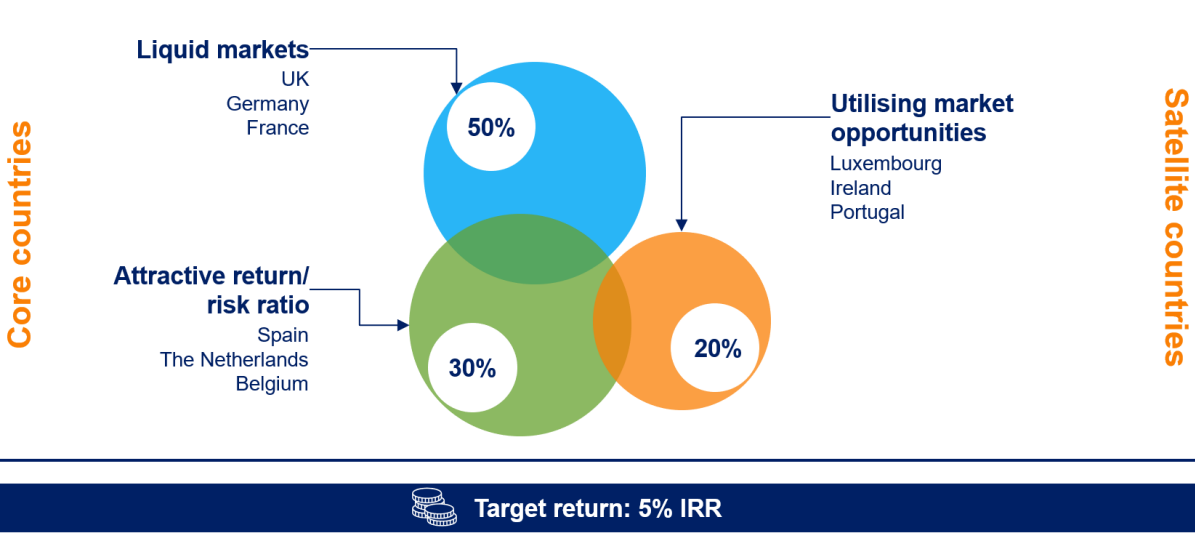 Core countries
Liquid markets
UK
Germany
France
50%
Attractive return/
risk ratio
Spain
The Netherlands
Belgium
30%
Utilising market
opportunities
Luxembourg
Ireland
Portugal
20%
Satellite countries
Target return: 5% IRR